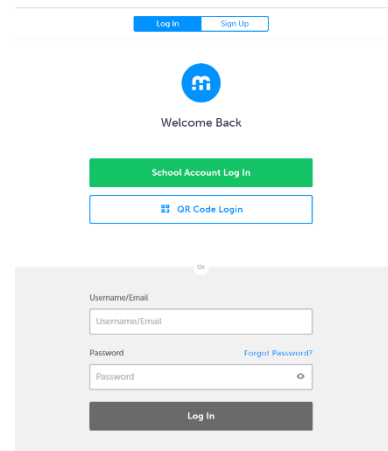 Log In Sign Up
Welcome Back
School Account Log In
QR Code Login
Or
Username/Email
Username/Email
Password Forgot Password?
Password
Log In